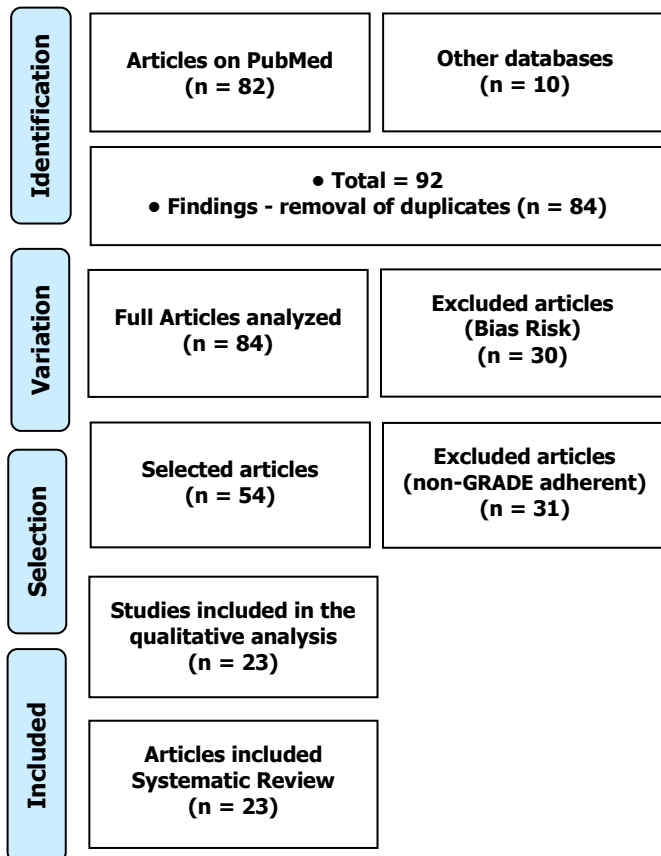 Identification
Articles on PubMed
(n = 82)
Other databases
(n = 10)
• Total = 92
• Findings - removal of duplicates (n = 84)
Variation
Full Articles analyzed
(n = 84)
Excluded articles
(Bias Risk)
(n = 30)
Selection
Selected articles
(n = 54)
Excluded articles
(non-GRADE adherent)
(n = 31)
Studies included in the
qualitative analysis
(n = 23)
Included
Articles included
Systematic Review
(n = 23)